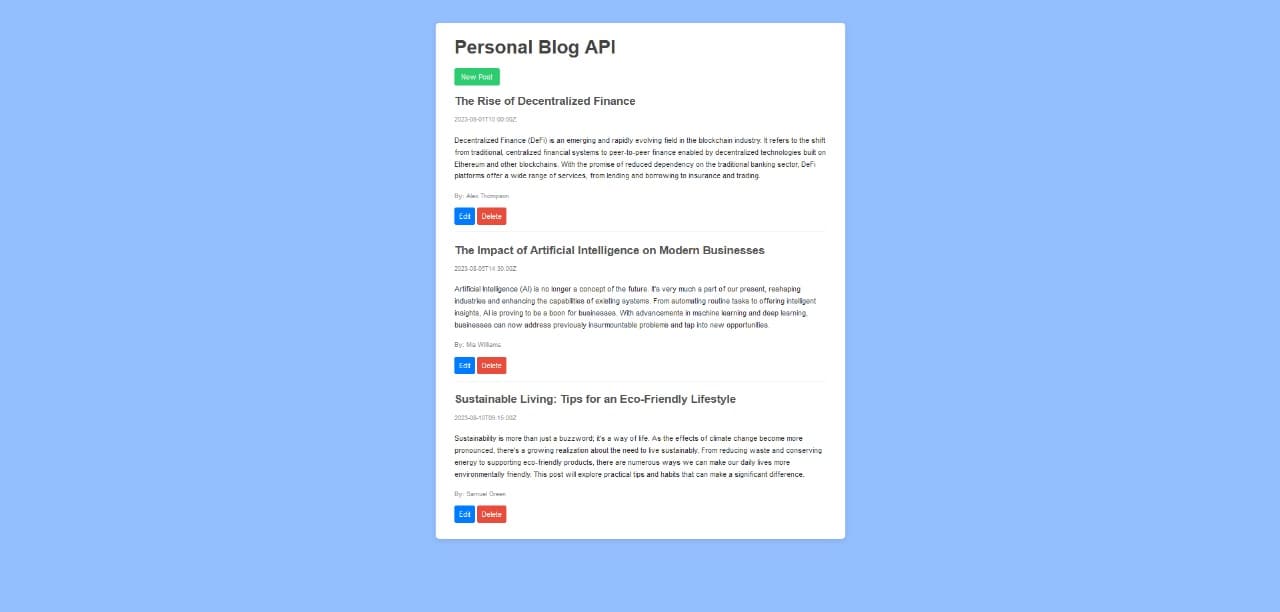 Personal Blog API
New Post
The Rise of Decentralized Finance
2023-08-01T10:00:00Z
Decentralized Finance (DeFi) is an emerging and rapidly evolving field in the blockchain industry. It refers to the shift
from traditional, centralized financial systems to peer-to-peer finance enabled by decentralized technologies built on
Ethereum and other blockchains. With the promise of reduced dependency on the traditional banking sector, DeFi
platforms offer a wide range of services, from lending and borrowing to insurance and trading.
By: Alex Thompson
Edit Delete
The Impact of Artificial Intelligence on Modern Businesses
2023-08-05T14:30:00Z
Artificial Intelligence (AI) is no longer a concept of the future. It's very much a part of our present, reshaping
industries and enhancing the capabilities of existing systems. From automating routine tasks to offering intelligent
insights, AI is proving to be a boon for businesses. With advancements in machine learning and deep learning,
businesses can now address previously insurmountable problems and tap into new opportunities.
By: Mia Williams
Edit Delete
Sustainable Living: Tips for an Eco-Friendly Lifestyle
2023-08-10T09:15:00Z
Sustainability is more than just a buzzword; it's a way of life. As the effects of climate change become more
pronounced, there's a growing realization about the need to live sustainably. From reducing waste and conserving
energy to supporting eco-friendly products, there are numerous ways we can make our daily lives more
environmentally friendly. This post will explore practical tips and habits that can make a significant difference.
By: Samuel Green
Edit Delete